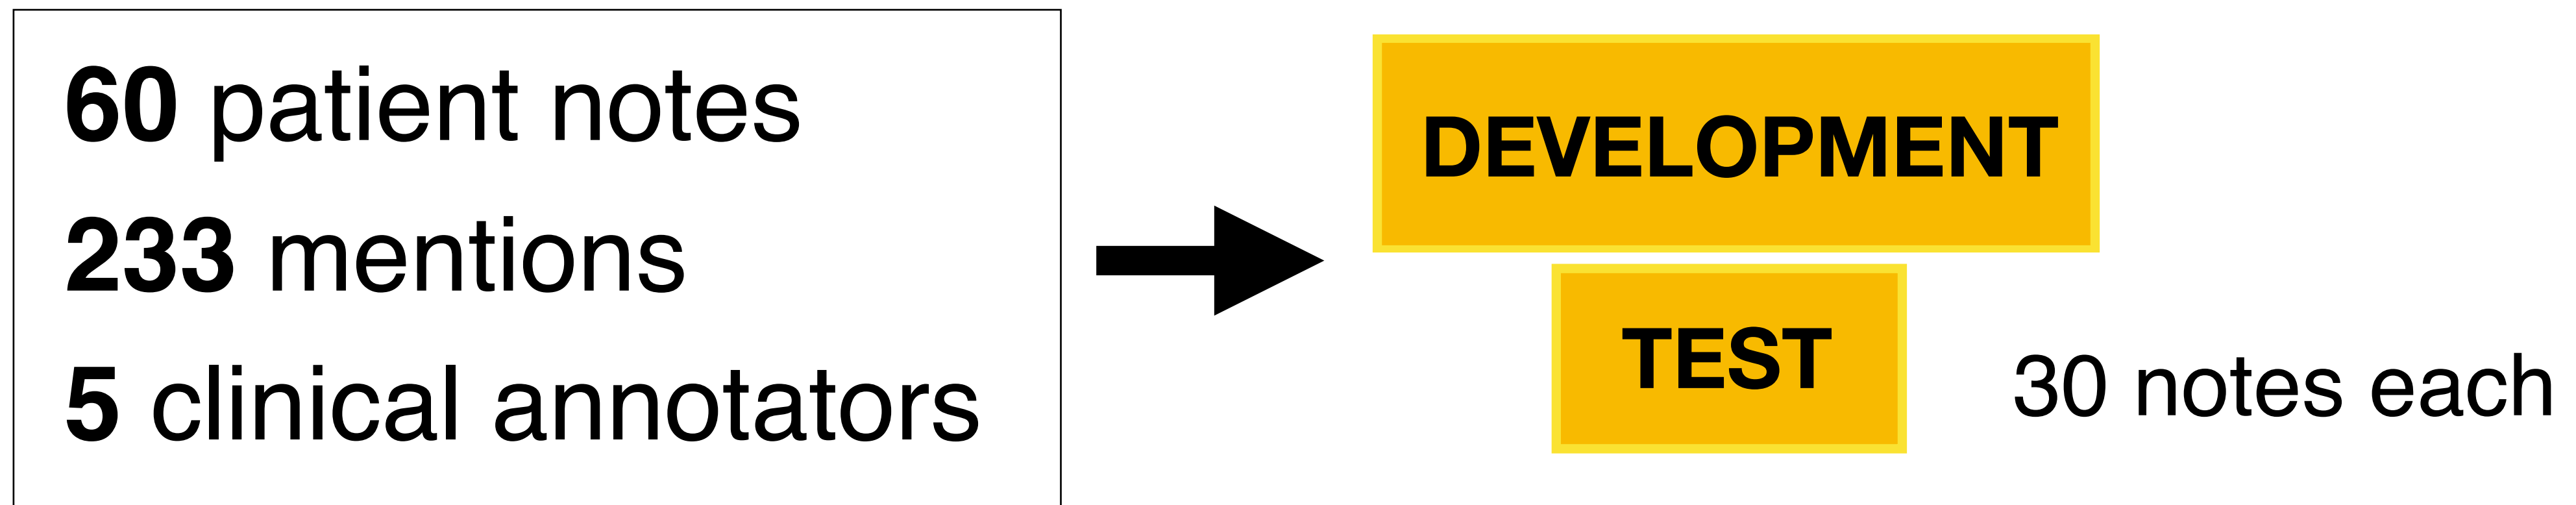 60 patient notes
233 mentions
5 clinical annotators
DEVELOPMENT
TEST
30 notes each